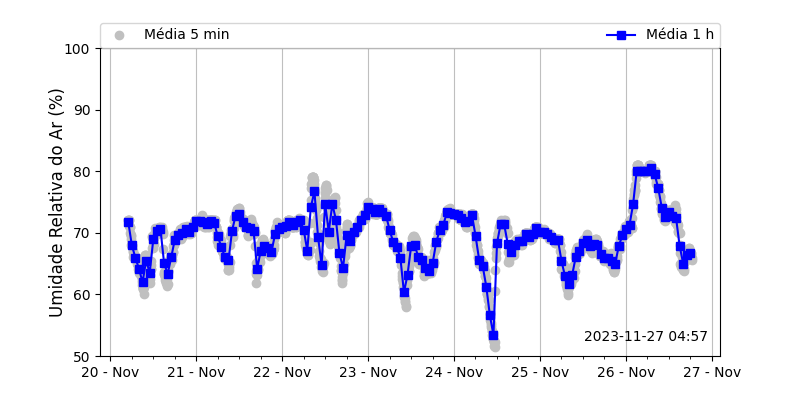 Média 5 min
Média 1 h
Umidade Relativa do Ar (%)
100
90
80
70
60
50
2023-11-27 04:57
20 - Nov
21 - Nov
22 - Nov
23 - Nov
24 - Nov
25 - Nov
26 - Nov
27 - Nov